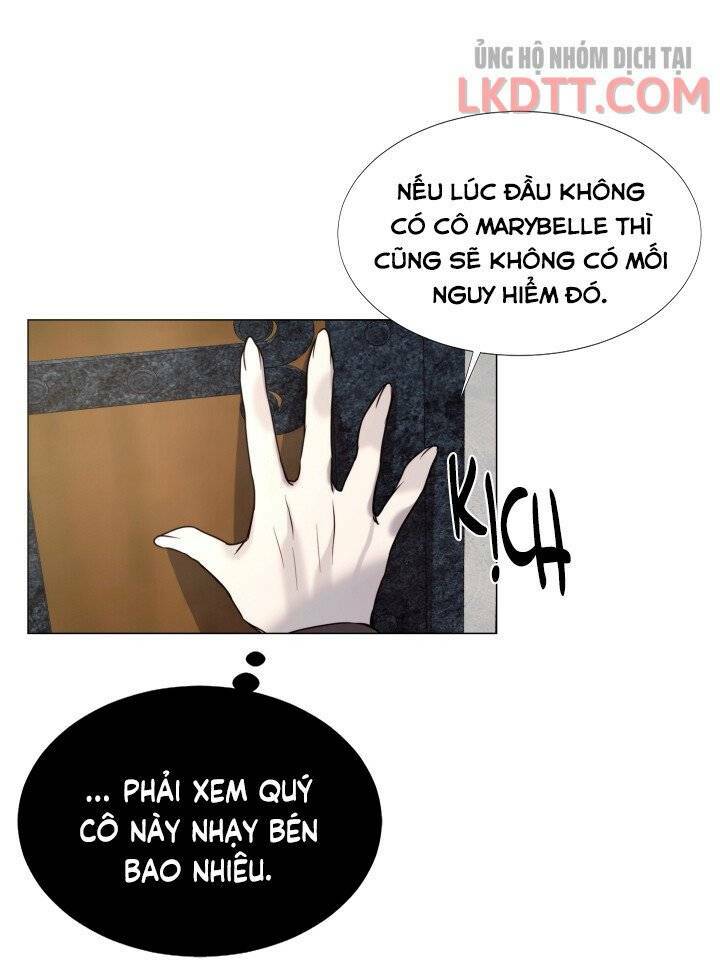 ỦNG HỘ NHÓM DỊCH TẠI
LKDTT.COM
NẾU LÚC ĐẦU KHÔNG
CÓ CÔ MARYBELLE THÌ
CŨNG SẼ KHÔNG CÓ MỐI
NGUY HIỂM ĐÓ.
KỊCH
... PHẢI XEM QUÝ
CÔ NÀY NHẠY BÉN
BAO NHIÊU.